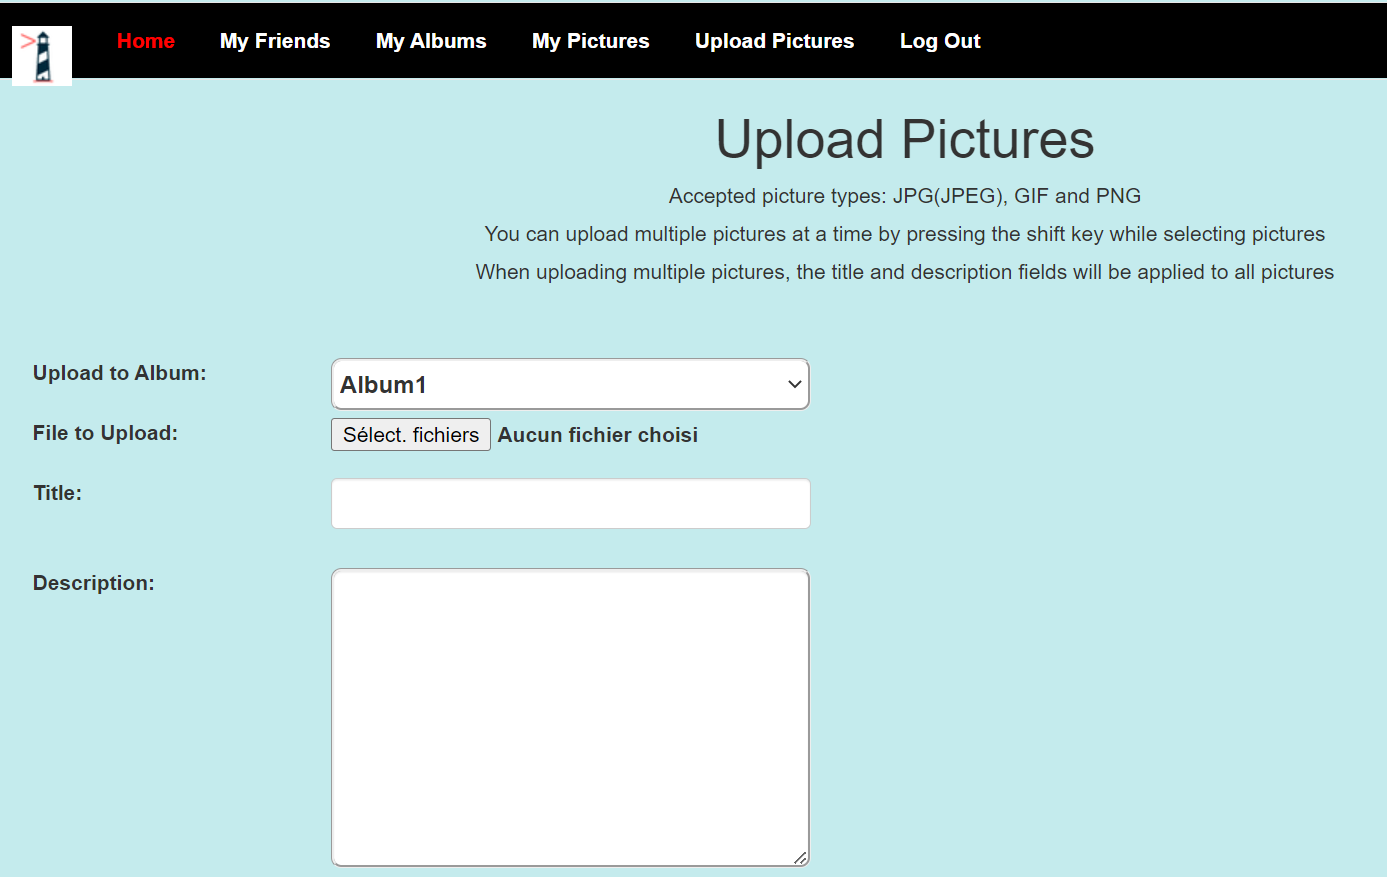 Home My Friends My Albums My Pictures Upload Pictures Log Out
Upload Pictures
Accepted picture types: JPG(JPEG), GIF and PNG
You can upload multiple pictures at a time by pressing the shift key while selecting pictures
When uploading multiple pictures, the title and description fields will be applied to all pictures
Upload to Album: Album1
File to Upload: Sélect. fichiers Aucun fichier choisi
Title:
Description: